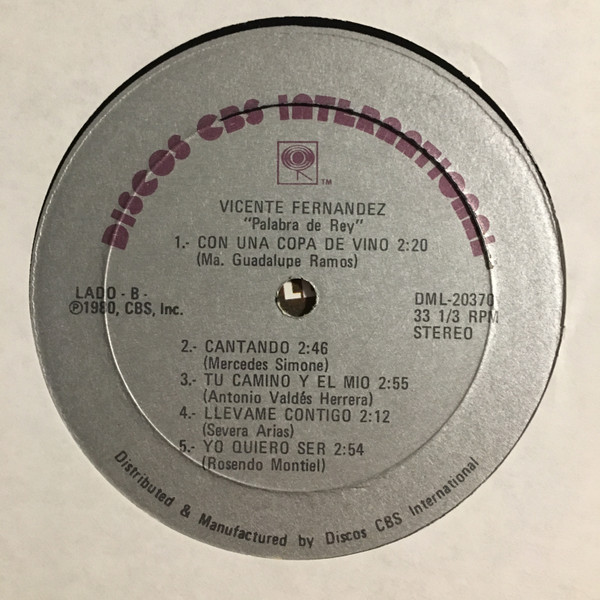 DISCOS CBS INTERNATIONAL
TM
VICENTE FERNANDEZ
"Palabra de Rey"
1.- CON UNA COPA DE VINO 2:20
(Ma. Guadalupe Ramos)
LADO - B -
℗1980, CBS, Inc.
DML-20370
33 1/3 RPM
STEREO
2.- CANTANDO 2:46
(Mercedes Simone)
3.- TU CAMINO Y EL MIO 2:55
(Antonio Valdés Herrera)
4.- LLEVAME CONTIGO 2:12
(Severa Arias)
5.- YO QUIERO SER 2:54
(Rosendo Montiel)
Distributed & Manufactured by Discos CBS International